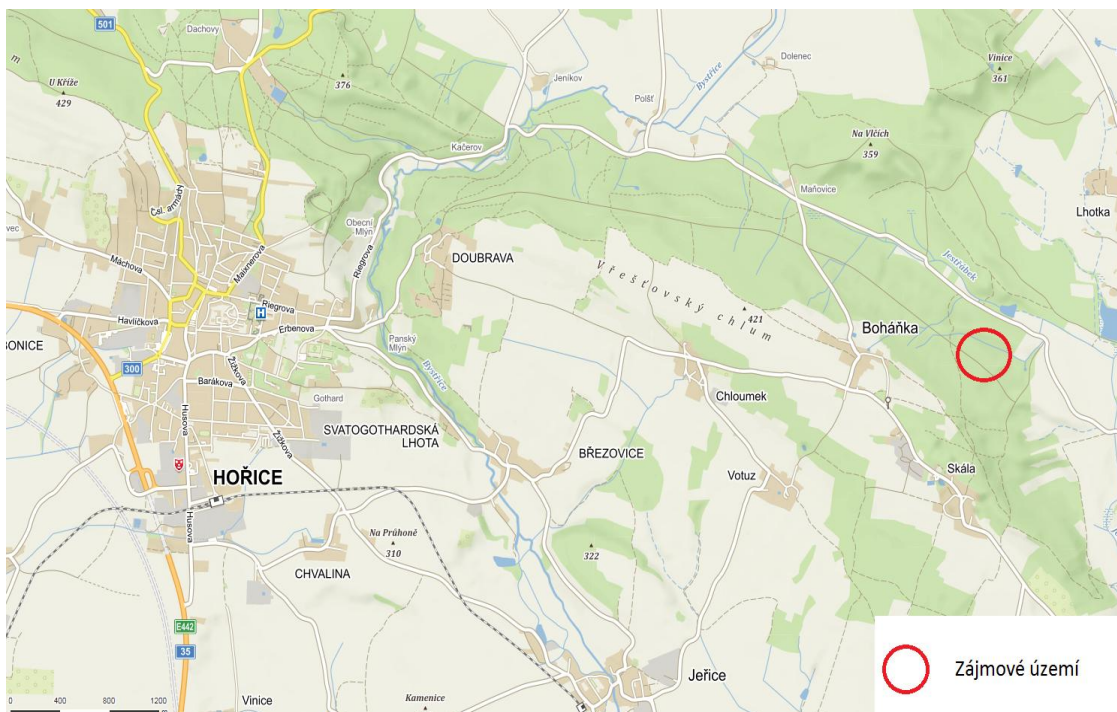 501
Dachovy
Vinice
361
Dolenec
Jeníkov
Bystřice
376
U Kříže
429
Polšť
Na Vlčích
359
Kačerov
Maňovice
Čsl. armády
Lhotka
Obecní
Mlýn
Riegrova
Maixnerova
DOUBRAVA
Máchova
Jestřábek
Vřešťovský chlum
421
Riegrova
H
Havlíčkova
Erbenova
Boháňka
BONICE
Panský
Mlýn
300
Žižkova
Bystřice
Barákova
Chloumek
Gothard
Husova
SVATOGOTHARDSKÁ
LHOTA
Žižkova
BŘEZOVICE
Skála
HOŘICE
Votuz
Husova
Na Průhoně
310
322
CHVALINA
E442
35
Jeřice
Zájmové území
Vinice
Kamenice
0 400 800 1200